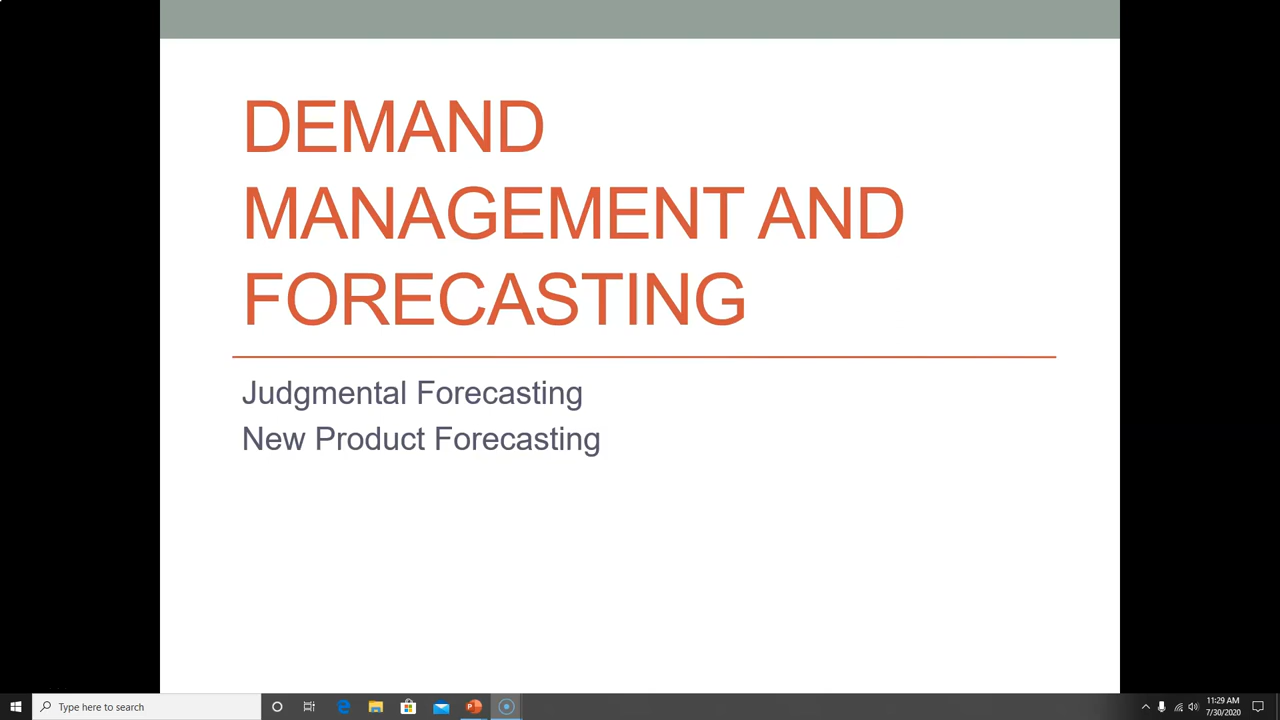 DEMAND
MANAGEMENT AND
FORECASTING
Judgmental Forecasting
New Product Forecasting
Type here to search
11:29 AM
7/30/2020